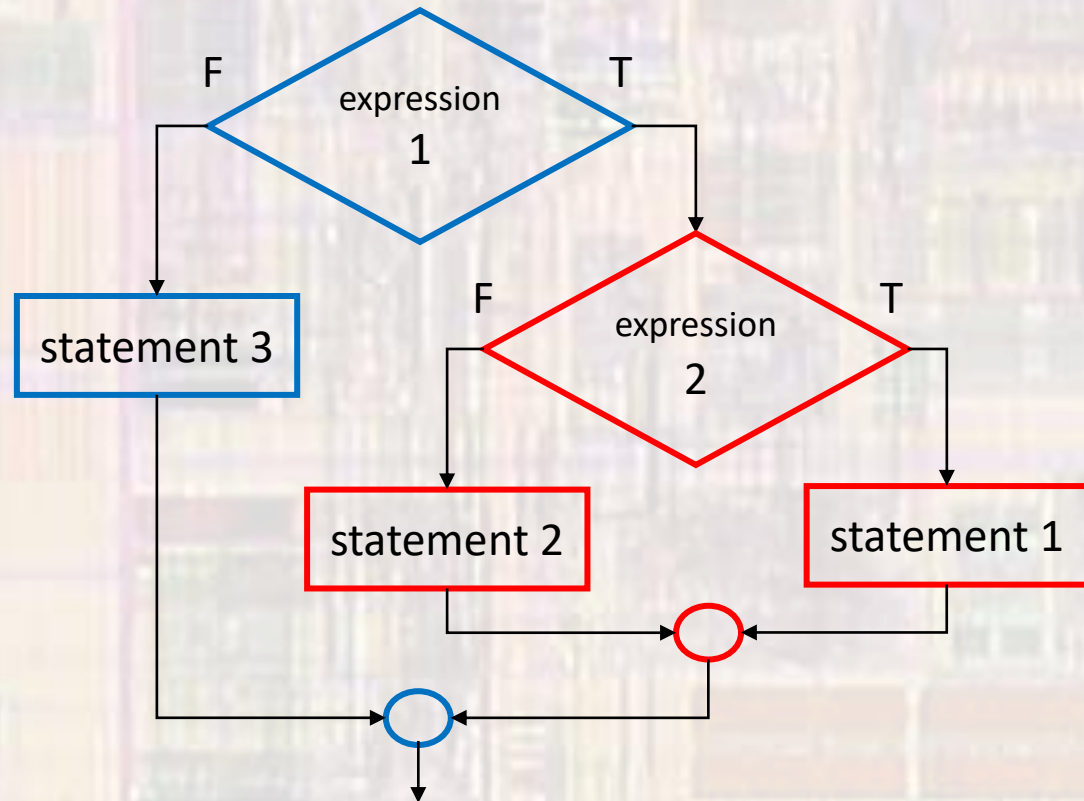 F
T
expression
1
F
T
expression
2
statement 3
statement 2
statement 1